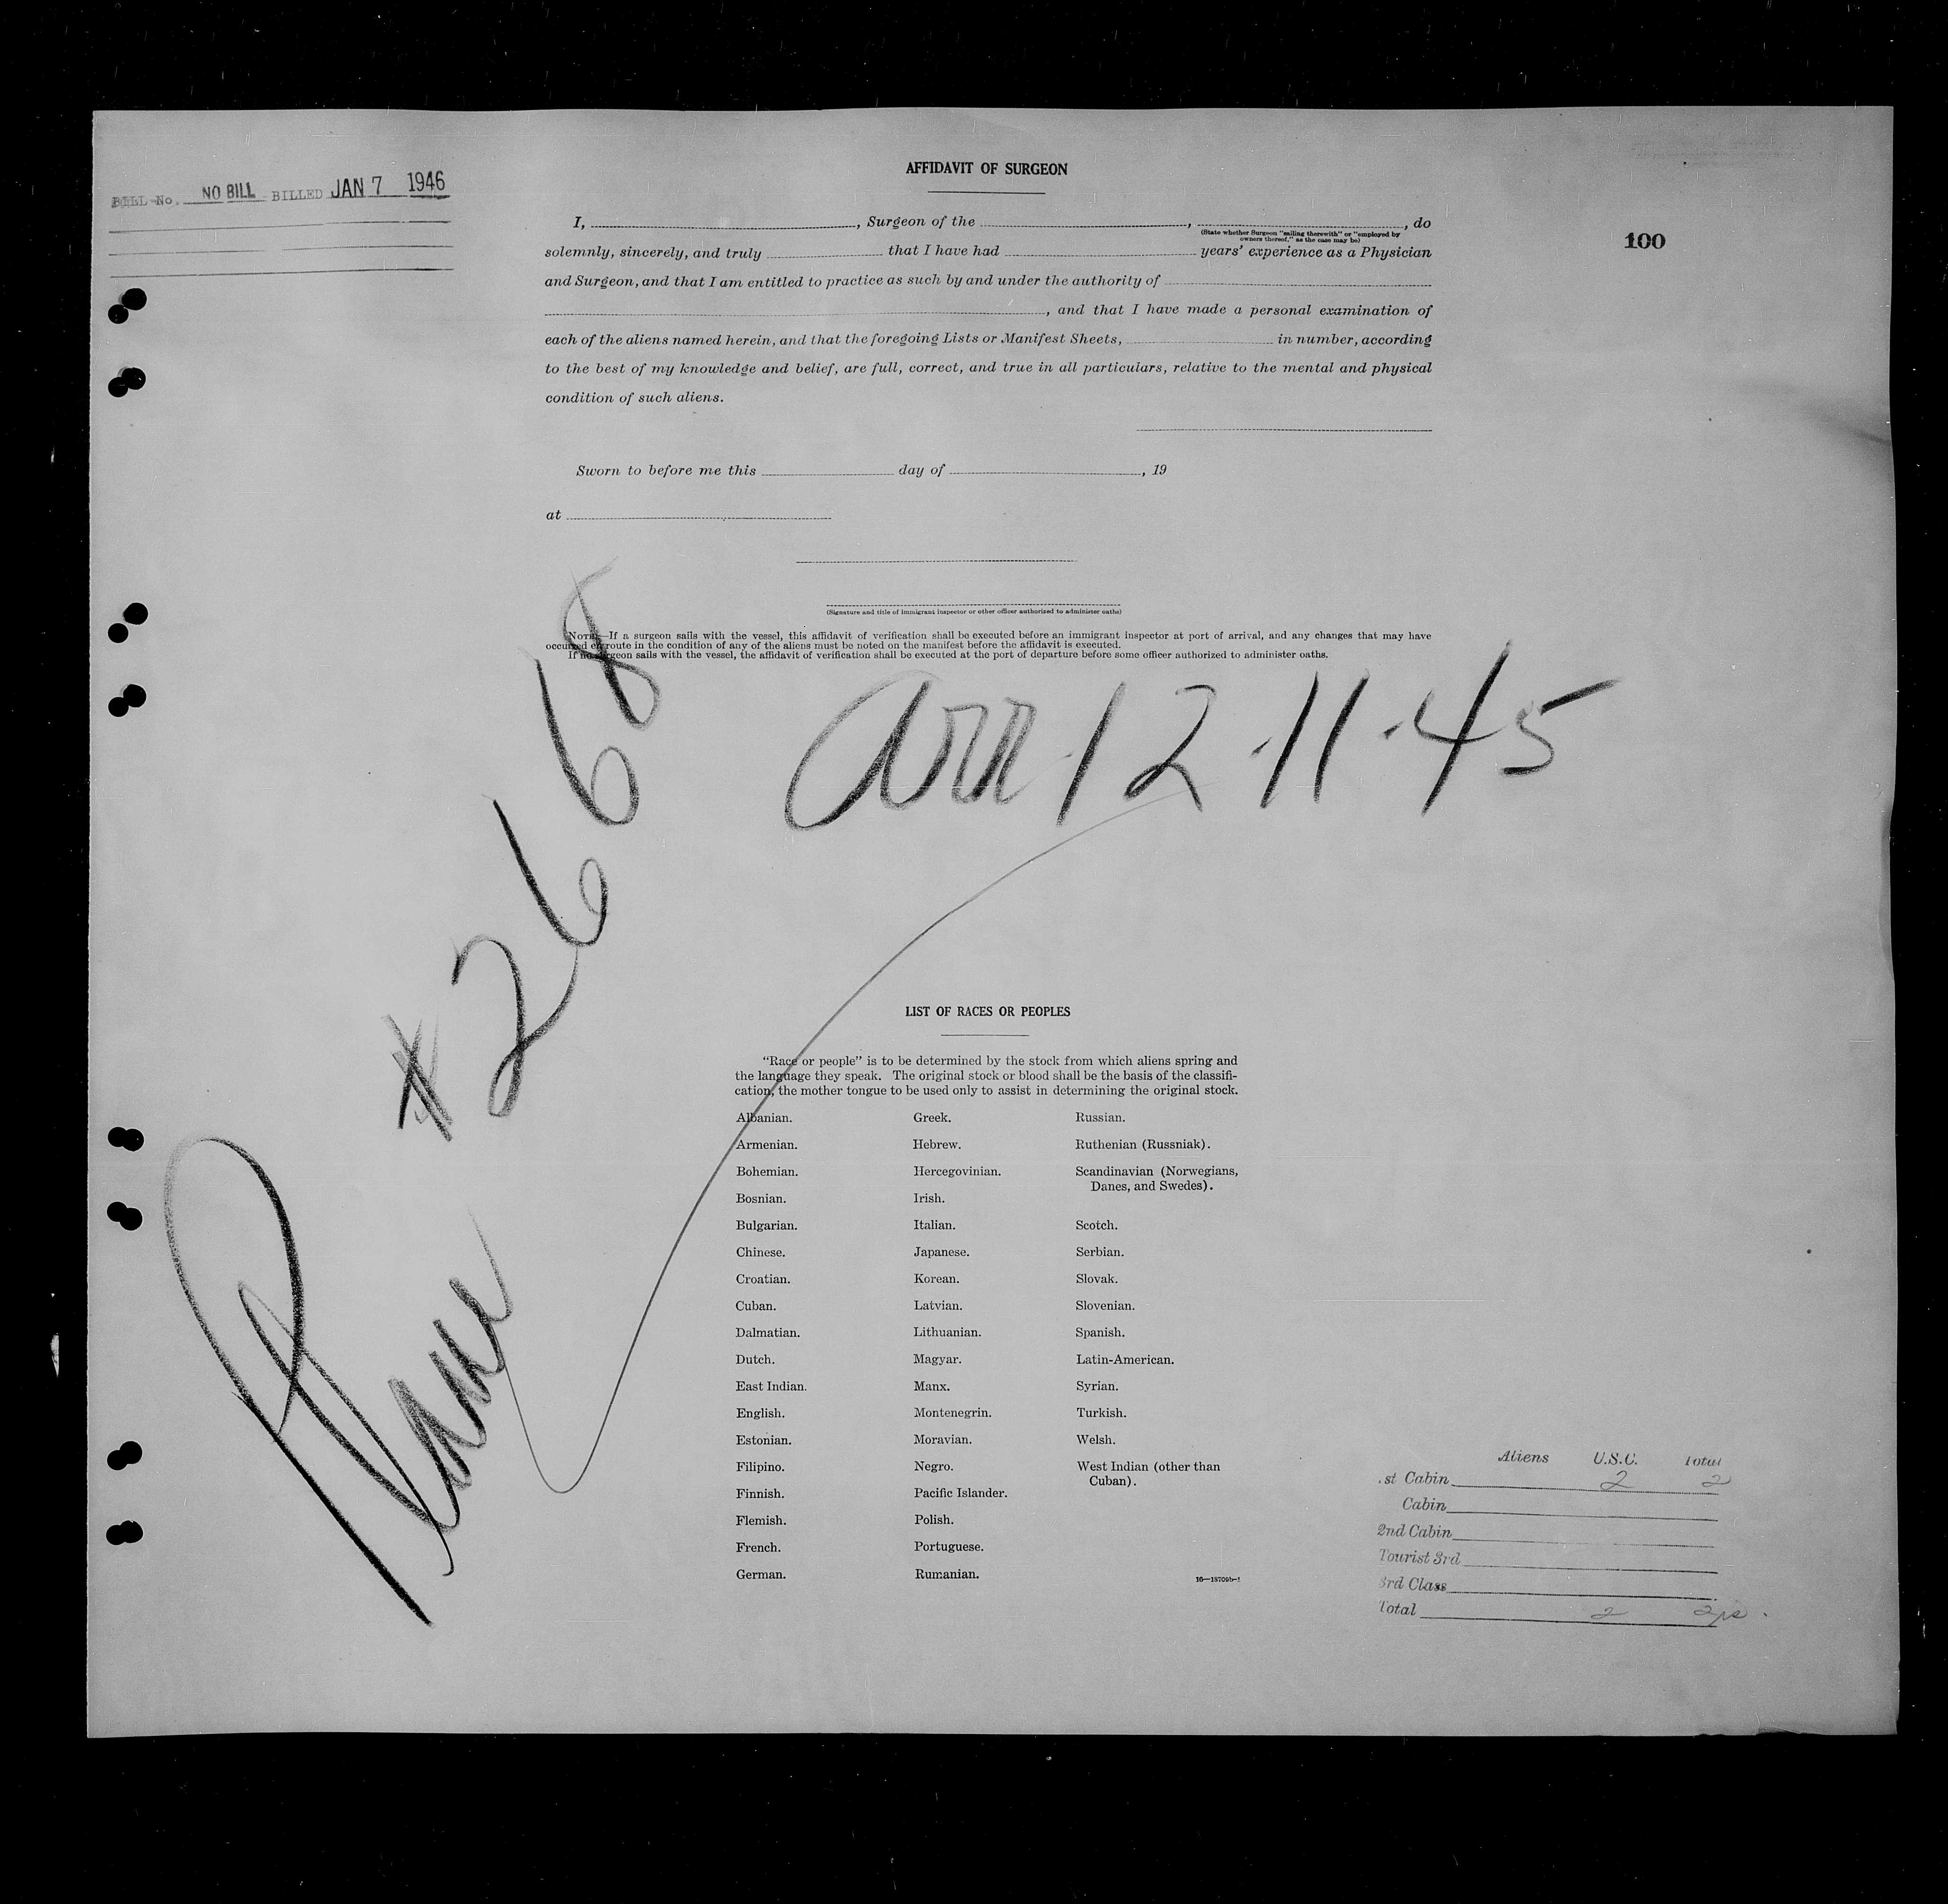 AFFIDAVIT OF SURGEON
BILL No. NO BILL BILLED JAN 7 1946
I, , Surgeon of the , , do
(State whether Surgeon "sailing therewith" or "employed by
owners thereof," as the case may be)
100
solemnly, sincerely, and truly that I have had years' experience as a Physician
and Surgeon, and that I am entitled to practice as such by and under the authority of
, and that I have made a personal examination of
each of the aliens named herein, and that the foregoing Lists or Manifest Sheets, in number, according
to the best of my knowledge and belief, are full, correct, and true in all particulars, relative to the mental and physical
condition of such aliens.
Sworn to before me this day of , 19
at
(Signature and title of immigrant inspector or other officer authorized to administer oaths)
NOTE.—If a surgeon sails with the vessel, this affidavit of verification shall be executed before an immigrant inspector at port of arrival, and any changes that may have
occurred en route in the condition of any of the aliens must be noted on the manifest before the affidavit is executed.
If no surgeon sails with the vessel, the affidavit of verification shall be executed at the port of departure before some officer authorized to administer oaths.
Arr 12-11-45
Plane #2668
LIST OF RACES OR PEOPLES
"Race or people" is to be determined by the stock from which aliens spring and
the language they speak. The original stock or blood shall be the basis of the classifi-
cation, the mother tongue to be used only to assist in determining the original stock.
Albanian.
Armenian.
Bohemian.
Bosnian.
Bulgarian.
Chinese.
Croatian.
Cuban.
Dalmatian.
Dutch.
East Indian.
English.
Estonian.
Filipino.
Finnish.
Flemish.
French.
German.
Greek.
Hebrew.
Hercegovinian.
Irish.
Italian.
Japanese.
Korean.
Latvian.
Lithuanian.
Magyar.
Manx.
Montenegrin.
Moravian.
Negro.
Pacific Islander.
Polish.
Portuguese.
Rumanian.
Russian.
Ruthenian (Russniak).
Scandinavian (Norwegians,
Danes, and Swedes).
Scotch.
Serbian.
Slovak.
Slovenian.
Spanish.
Latin-American.
Syrian.
Turkish.
Welsh.
West Indian (other than
Cuban).
16—18709b-1
Aliens U.S.C. Total
st Cabin 2 2
Cabin
2nd Cabin
Tourist 3rd
3rd Class
Total 2 2